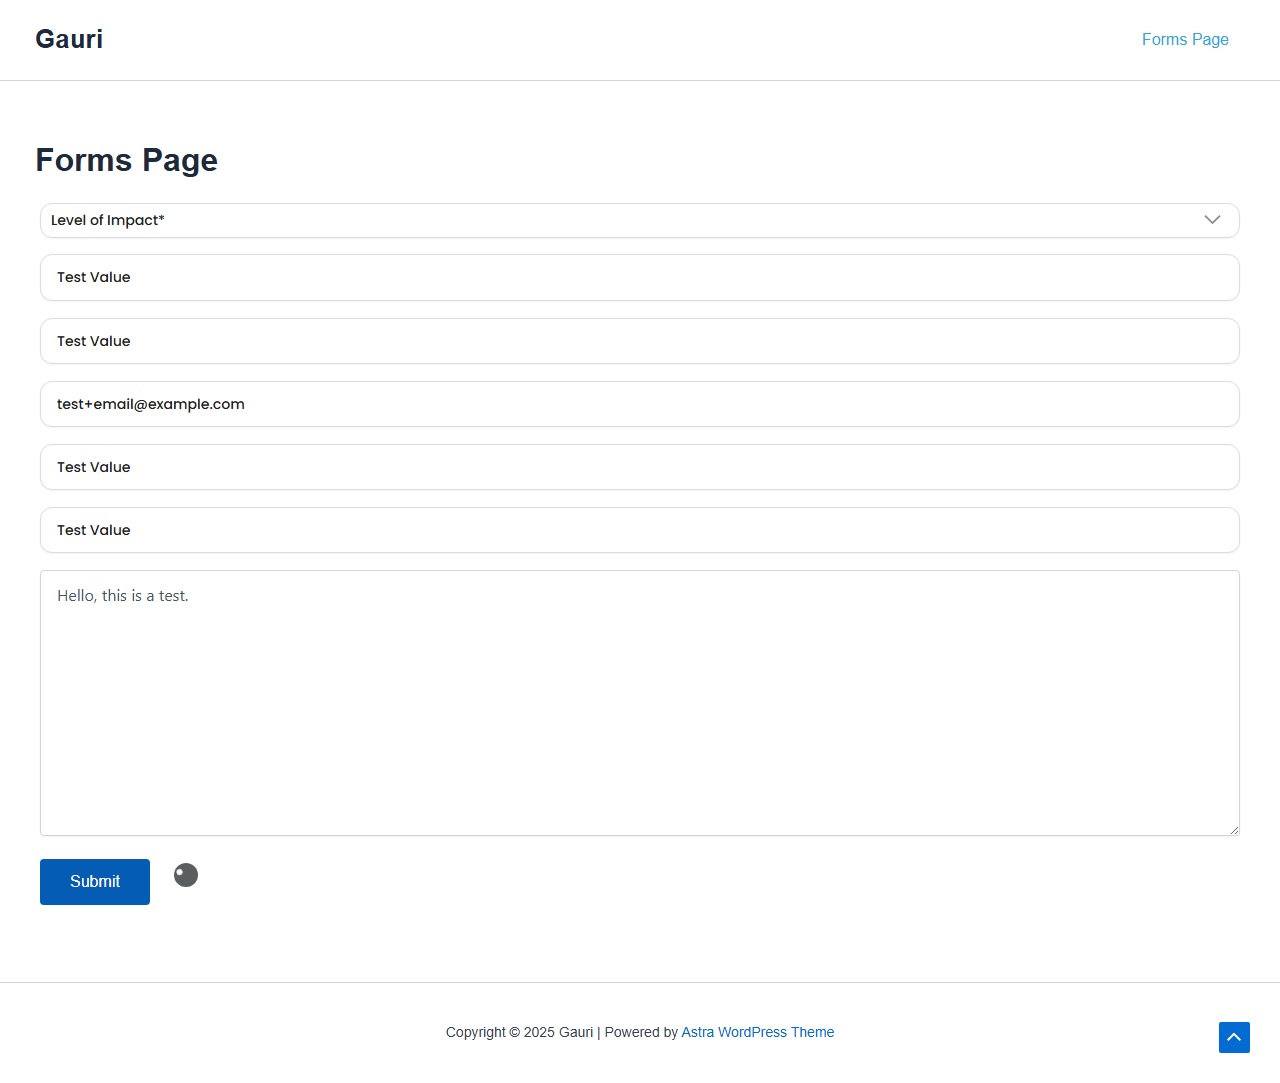 Gauri
Forms Page
Forms Page
Level of Impact*
Test Value
Test Value
test+email@example.com
Test Value
Test Value
Hello, this is a test.
Submit
Copyright © 2025 Gauri | Powered by Astra WordPress Theme